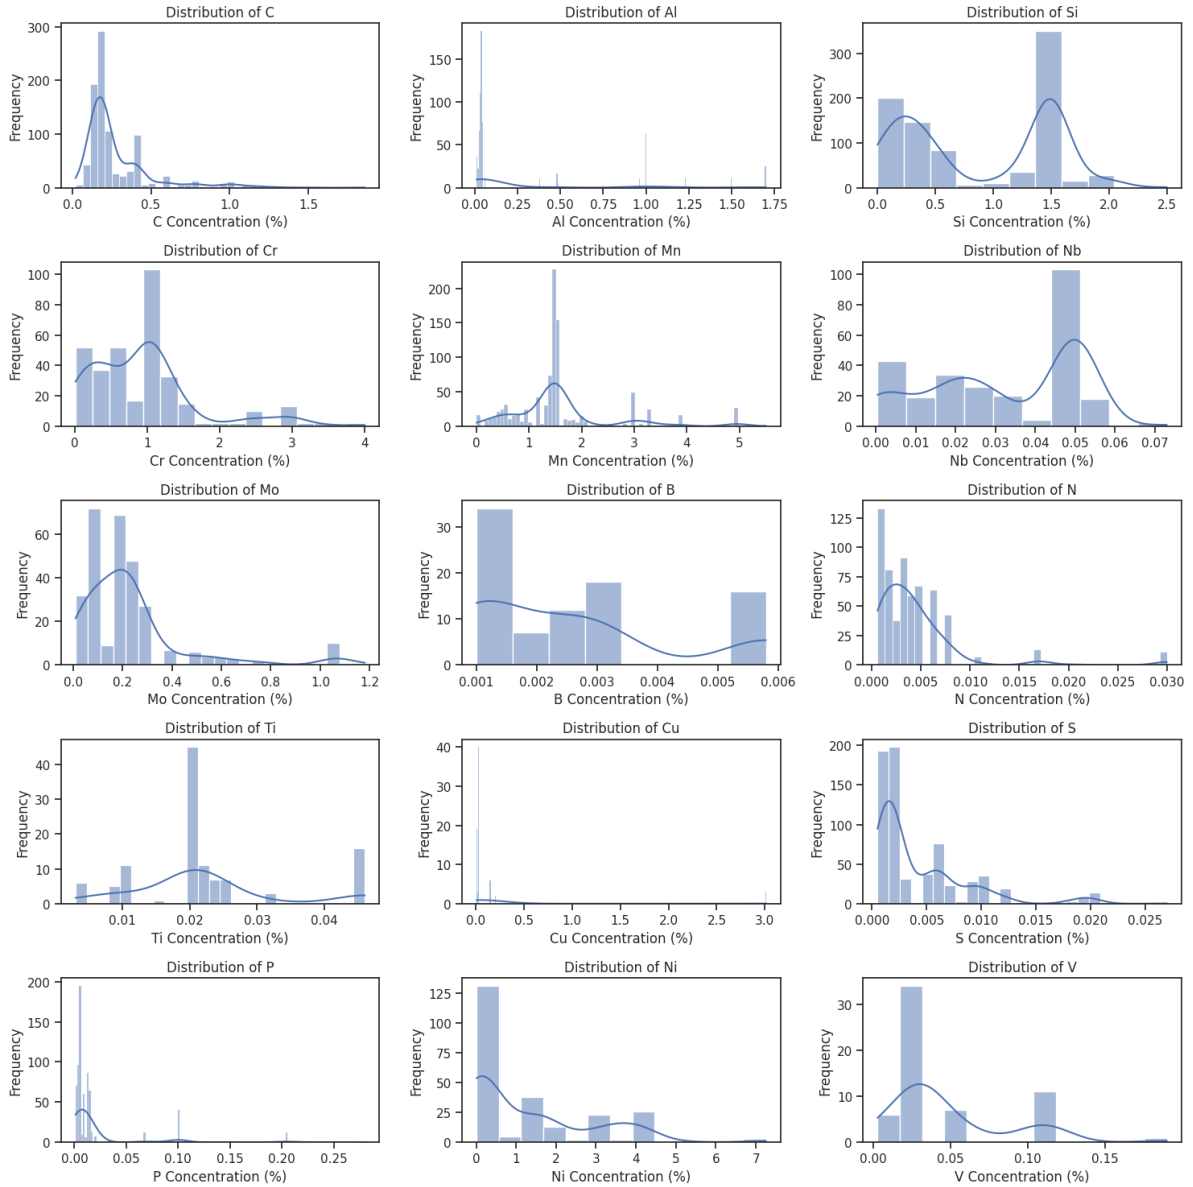 Distribution of C
Frequency
300
200
100
0
0.0 0.5 1.0 1.5
C Concentration (%)
Distribution of Al
Frequency
150
100
50
0
0.00 0.25 0.50 0.75 1.00 1.25 1.50 1.75
Al Concentration (%)
Distribution of Si
Frequency
300
200
100
0
0.0 0.5 1.0 1.5 2.0 2.5
Si Concentration (%)
Distribution of Cr
Frequency
100
80
60
40
20
0
0 1 2 3 4
Cr Concentration (%)
Distribution of Mn
Frequency
200
150
100
50
0
0 1 2 3 4 5
Mn Concentration (%)
Distribution of Nb
Frequency
100
80
60
40
20
0
0.00 0.01 0.02 0.03 0.04 0.05 0.06 0.07
Nb Concentration (%)
Distribution of Mo
Frequency
60
40
20
0
0.0 0.2 0.4 0.6 0.8 1.0 1.2
Mo Concentration (%)
Distribution of B
Frequency
30
20
10
0
0.001 0.002 0.003 0.004 0.005 0.006
B Concentration (%)
Distribution of N
Frequency
125
100
75
50
25
0
0.000 0.005 0.010 0.015 0.020 0.025 0.030
N Concentration (%)
Distribution of Ti
Frequency
40
30
20
10
0
0.01 0.02 0.03 0.04
Ti Concentration (%)
Distribution of Cu
Frequency
40
30
20
10
0
0.0 0.5 1.0 1.5 2.0 2.5 3.0
Cu Concentration (%)
Distribution of S
Frequency
200
150
100
50
0
0.000 0.005 0.010 0.015 0.020 0.025
S Concentration (%)
Distribution of P
Frequency
200
150
100
50
0
0.00 0.05 0.10 0.15 0.20 0.25
P Concentration (%)
Distribution of Ni
Frequency
125
100
75
50
25
0
0 1 2 3 4 5 6 7
Ni Concentration (%)
Distribution of V
Frequency
30
20
10
0
0.00 0.05 0.10 0.15
V Concentration (%)